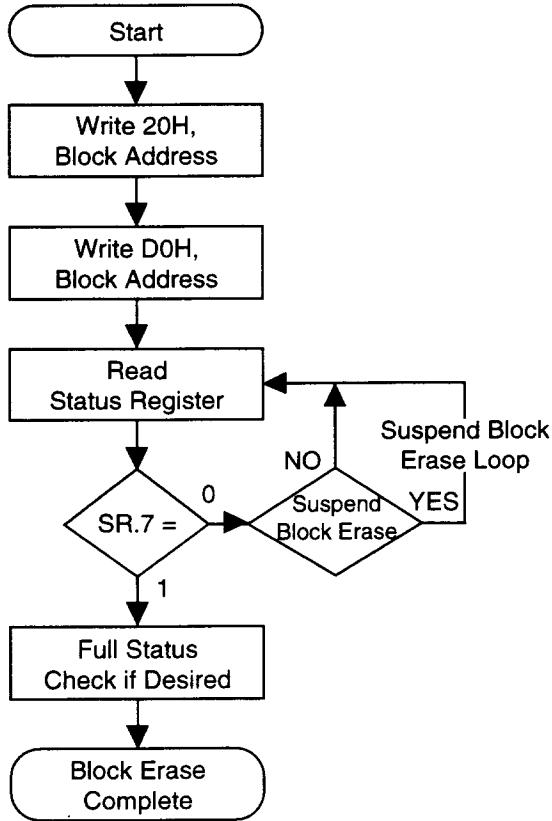 Start
Write 20H,
Block Address
Write D0H,
Block Address
Read
Status Register
Suspend Block
Erase Loop
NO
YES
0
SR.7 =
Suspend
Block Erase
1
Full Status
Check if Desired
Block Erase
Complete